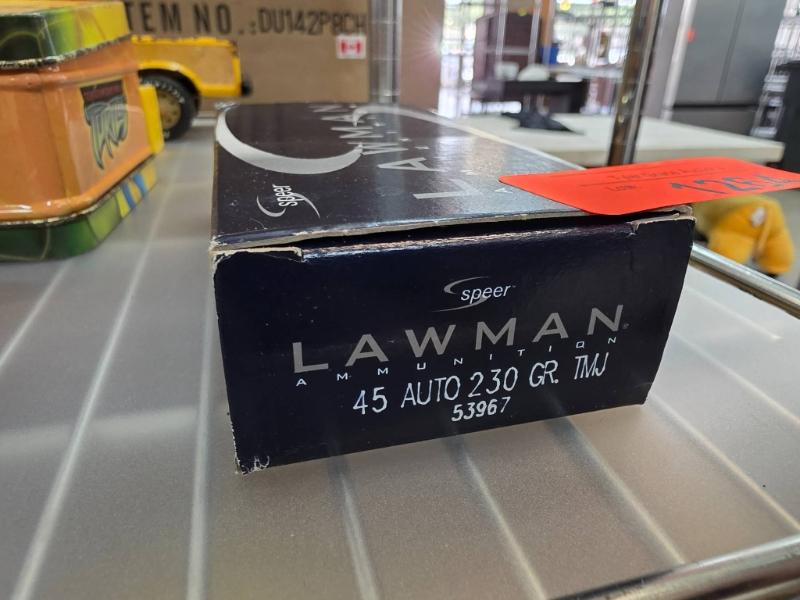 TEM NO.:DU142PBCH
LAWMAN
speer
speer
LAWMAN
AMMUNITION
45 AUTO 230 GR. TMJ
53967